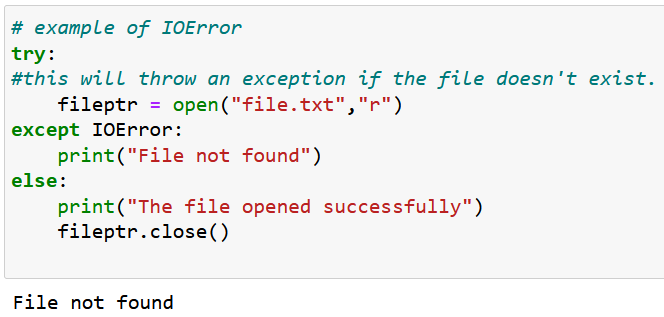 # example of IOError
try:
#this will throw an exception if the file doesn't exist.
    fileptr = open("file.txt","r")
except IOError:
    print("File not found")
else:
    print("The file opened successfully")
    fileptr.close()
File not found